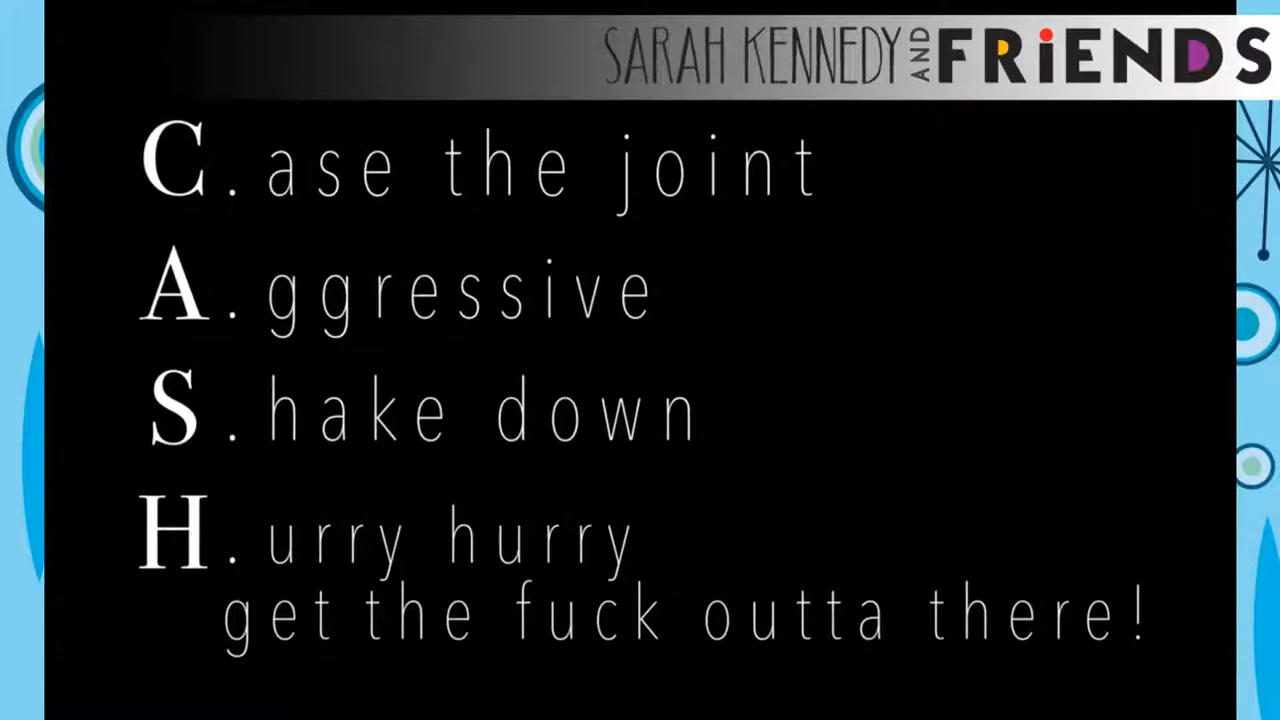 SARAH KENNEDY AND FRiENDS
C. ase the joint
A. ggressive
S. hake down
H. urry hurry
get the fuck outta there!